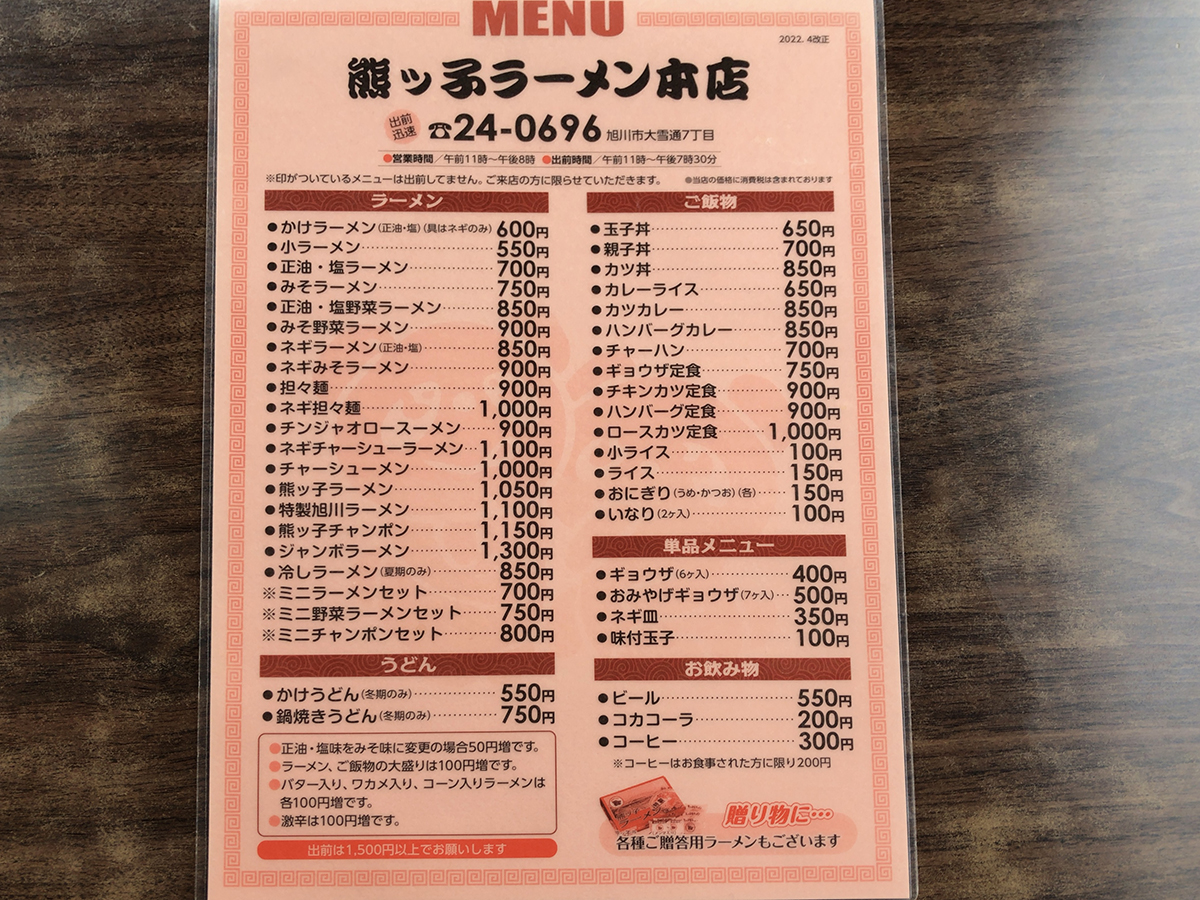 MENU
2022. 4改正
熊ッ子ラーメン本店
出前
迅速
☎24-0696 旭川市大雪通7丁目
●営業時間/午前11時〜午後8時 ●出前時間/午前11時〜午後7時30分
※印がついているメニューは出前してません。ご来店の方に限らせていただきます。 ●当店の価格に消費税は含まれております
ラーメン
●かけラーメン(正油・塩)(具はネギのみ) 600円
●小ラーメン 550円
●正油・塩ラーメン 700円
●みそラーメン 750円
●正油・塩野菜ラーメン 850円
●みそ野菜ラーメン 900円
●ネギラーメン(正油・塩) 850円
●ネギみそラーメン 900円
●担々麺 900円
●ネギ担々麺 1,000円
●チンジャオロースーメン 900円
●ネギチャーシューラーメン 1,100円
●チャーシューメン 1,000円
●熊ッ子ラーメン 1,050円
●特製旭川ラーメン 1,100円
●熊ッ子チャンポン 1,150円
●ジャンボラーメン 1,300円
●冷しラーメン(夏期のみ) 850円
※ミニラーメンセット 700円
※ミニ野菜ラーメンセット 750円
※ミニチャンポンセット 800円
うどん
●かけうどん(冬期のみ) 550円
●鍋焼きうどん(冬期のみ) 750円
●正油・塩味をみそ味に変更の場合50円増です。
●ラーメン、ご飯物の大盛りは100円増です。
●バター入り、ワカメ入り、コーン入りラーメンは
各100円増です。
●激辛は100円増です。
出前は1,500円以上でお願いします
ご飯物
●玉子丼 650円
●親子丼 700円
●カツ丼 850円
●カレーライス 650円
●カツカレー 850円
●ハンバーグカレー 850円
●チャーハン 700円
●ギョウザ定食 750円
●チキンカツ定食 900円
●ハンバーグ定食 900円
●ロースカツ定食 1,000円
●小ライス 100円
●ライス 150円
●おにぎり(うめ・かつお)(各) 150円
●いなり(2ヶ入) 100円
単品メニュー
●ギョウザ(6ヶ入) 400円
●おみやげギョウザ(7ヶ入) 500円
●ネギ皿 350円
●味付玉子 100円
お飲み物
●ビール 550円
●コカコーラ 200円
●コーヒー 300円
※コーヒーはお食事された方に限り200円
贈り物に…
各種ご贈答用ラーメンもございます